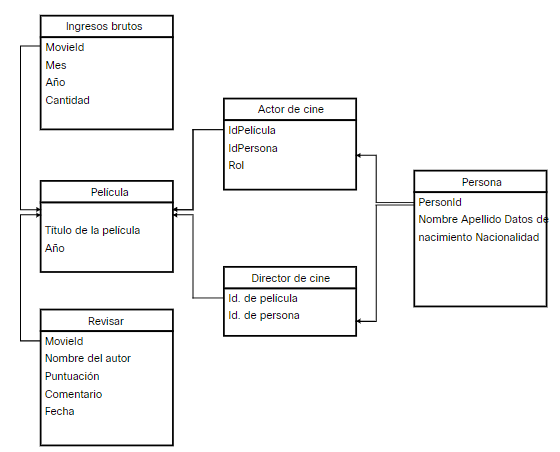 Ingresos brutos
MovieId
Mes
Año
Cantidad
Película
Título de la película
Año
Revisar
MovieId
Nombre del autor
Puntuación
Comentario
Fecha
Actor de cine
IdPelícula
IdPersona
Rol
Director de cine
Id. de película
Id. de persona
Persona
PersonId
Nombre Apellido Datos de
nacimiento Nacionalidad